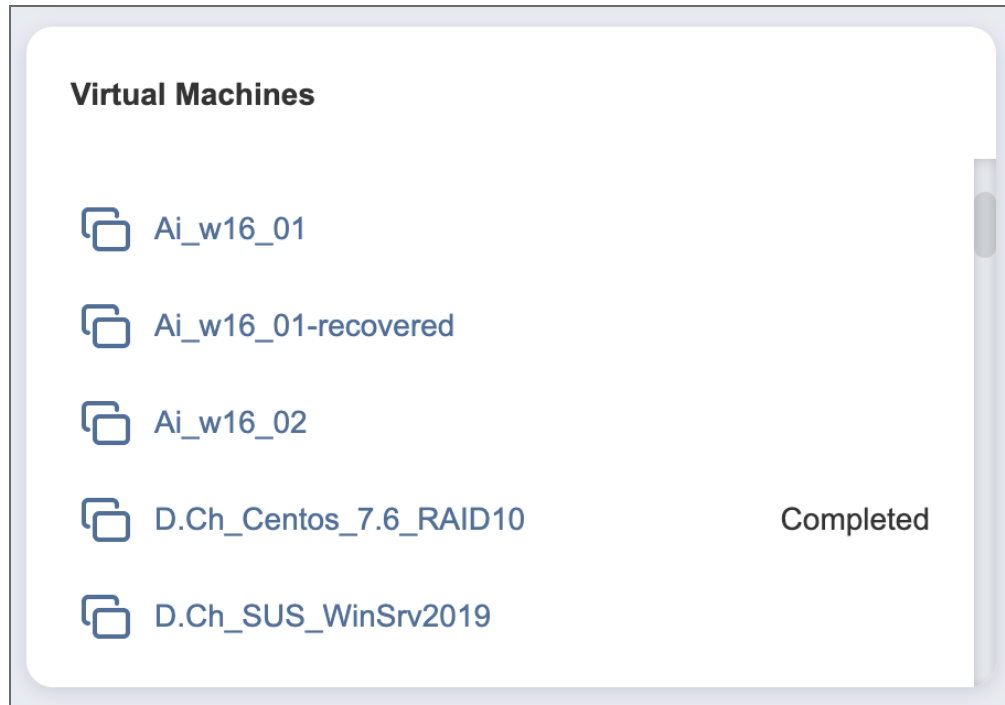 Virtual Machines
Ai_w16_01
Ai_w16_01-recovered
Ai_w16_02
D.Ch_Centos_7.6_RAID10 Completed
D.Ch_SUS_WinSrv2019